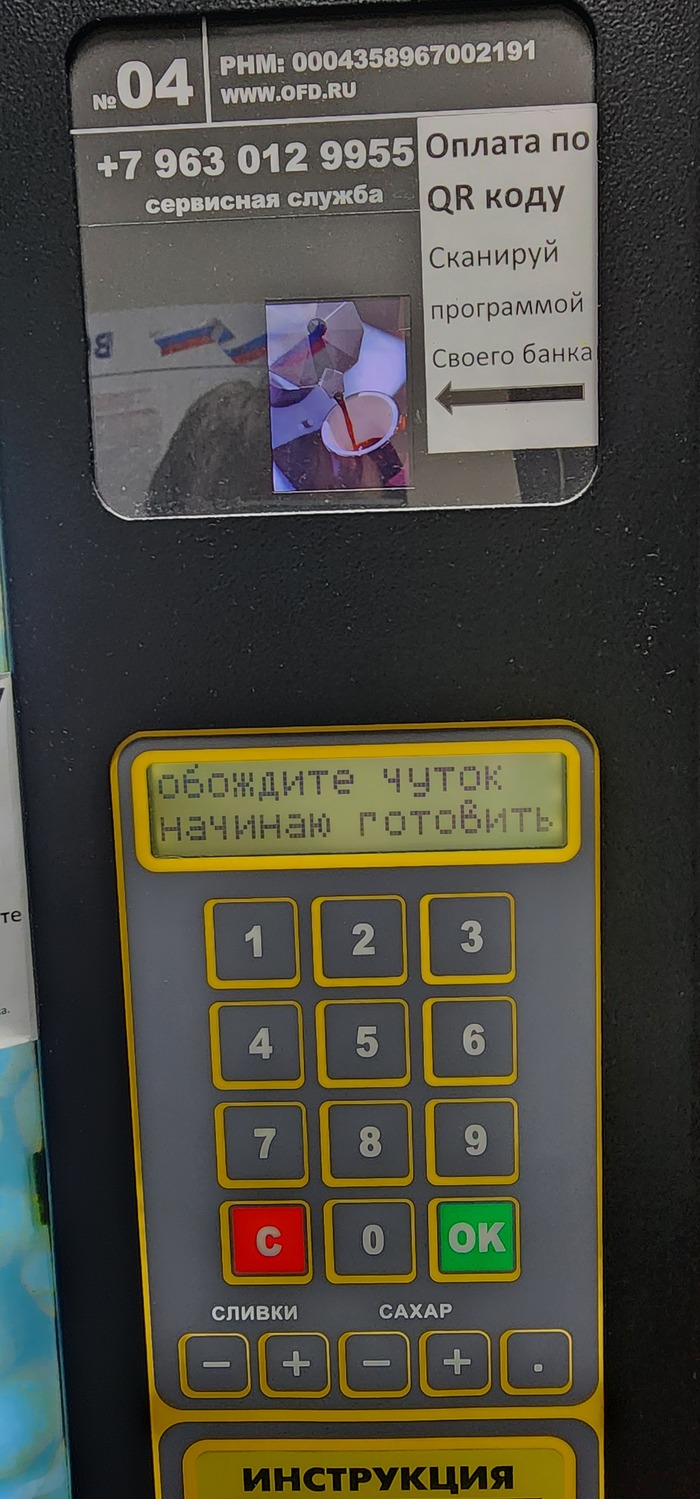 №04
РНМ: 0004358967002191
WWW.OFD.RU
+7 963 012 9955
сервисная служба
Оплата по
QR коду
Сканируй
программой
Своего банка
обождите чуток
начинаю готовить
1 2 3
4 5 6
7 8 9
C 0 OK
СЛИВКИ САХАР
− + − + .
ИНСТРУКЦИЯ
те